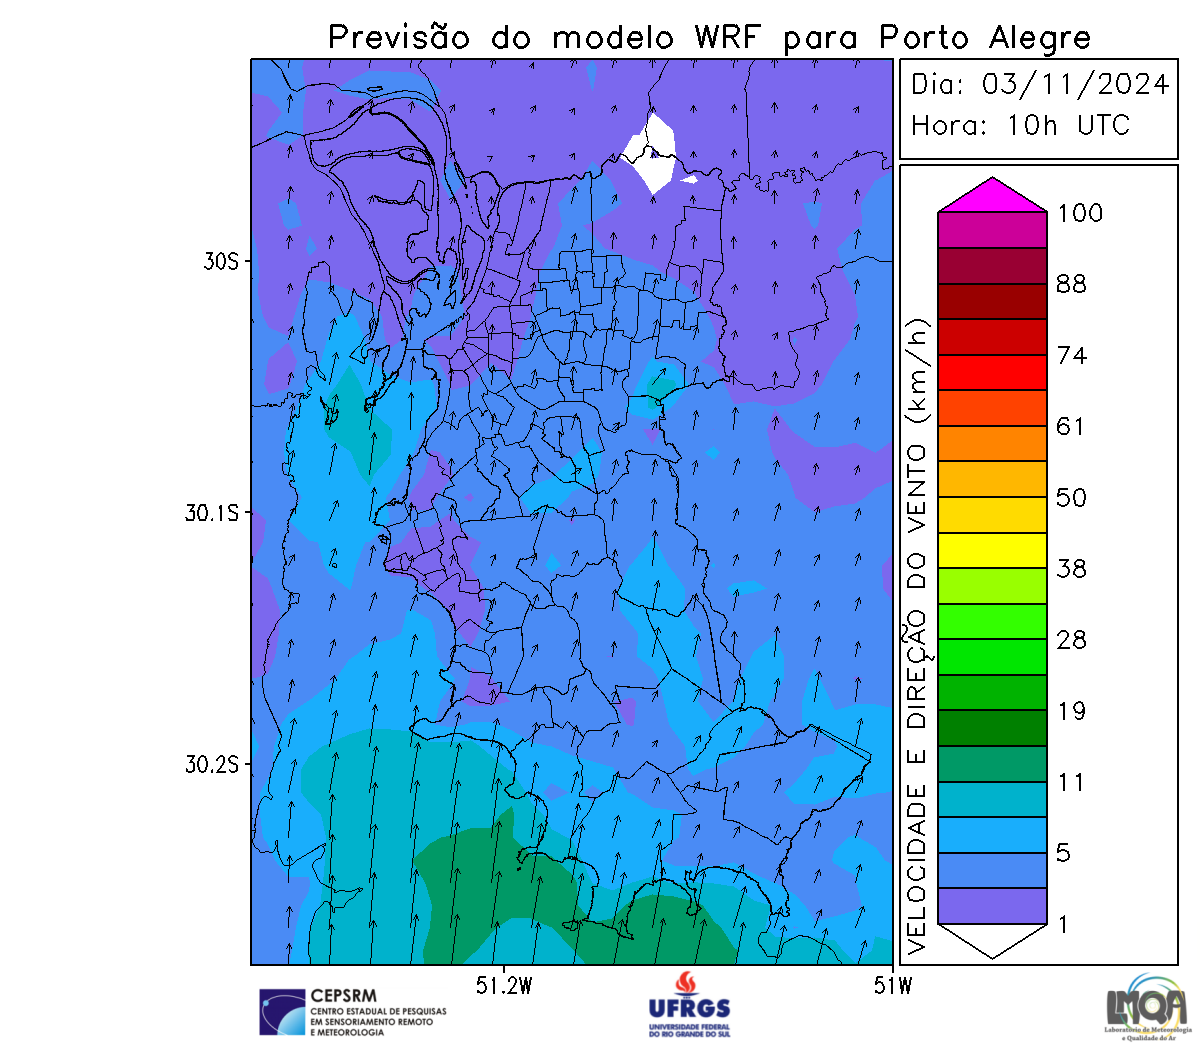 Previsão do modelo WRF para Porto Alegre
Dia: 03/11/2024
Hora: 10h UTC
30S
30.1S
30.2S
51.2W
51W
VELOCIDADE E DIREÇÃO DO VENTO (km/h)
100
88
74
61
50
38
28
19
11
5
1
CEPSRM
CENTRO ESTADUAL DE PESQUISAS
EM SENSORIAMENTO REMOTO
E METEOROLOGIA
UFRGS
UNIVERSIDADE FEDERAL
DO RIO GRANDE DO SUL
LMQA
Laboratório de Meteorologia
e Qualidade do Ar